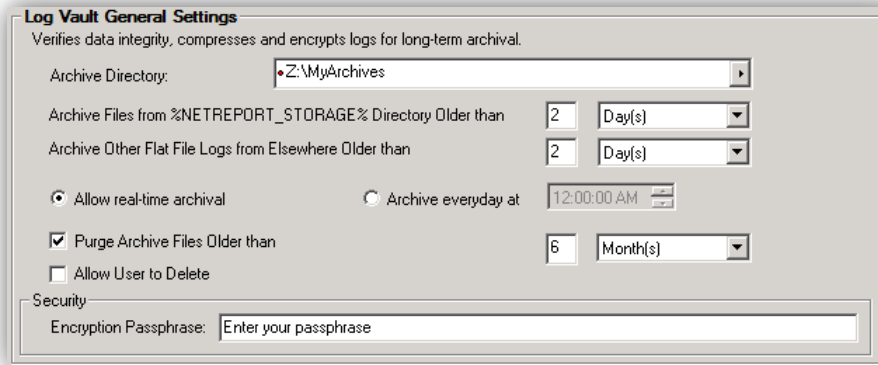 Log Vault General Settings
Verifies data integrity, compresses and encrypts logs for long-term archival.
Archive Directory: Z:\MyArchives
Archive Files from %NETREPORT_STORAGE% Directory Older than 2 Day(s)
Archive Other Flat File Logs from Elsewhere Older than 2 Day(s)
Allow real-time archival Archive everyday at 12:00:00 AM
Purge Archive Files Older than 6 Month(s)
Allow User to Delete
Security
Encryption Passphrase: Enter your passphrase